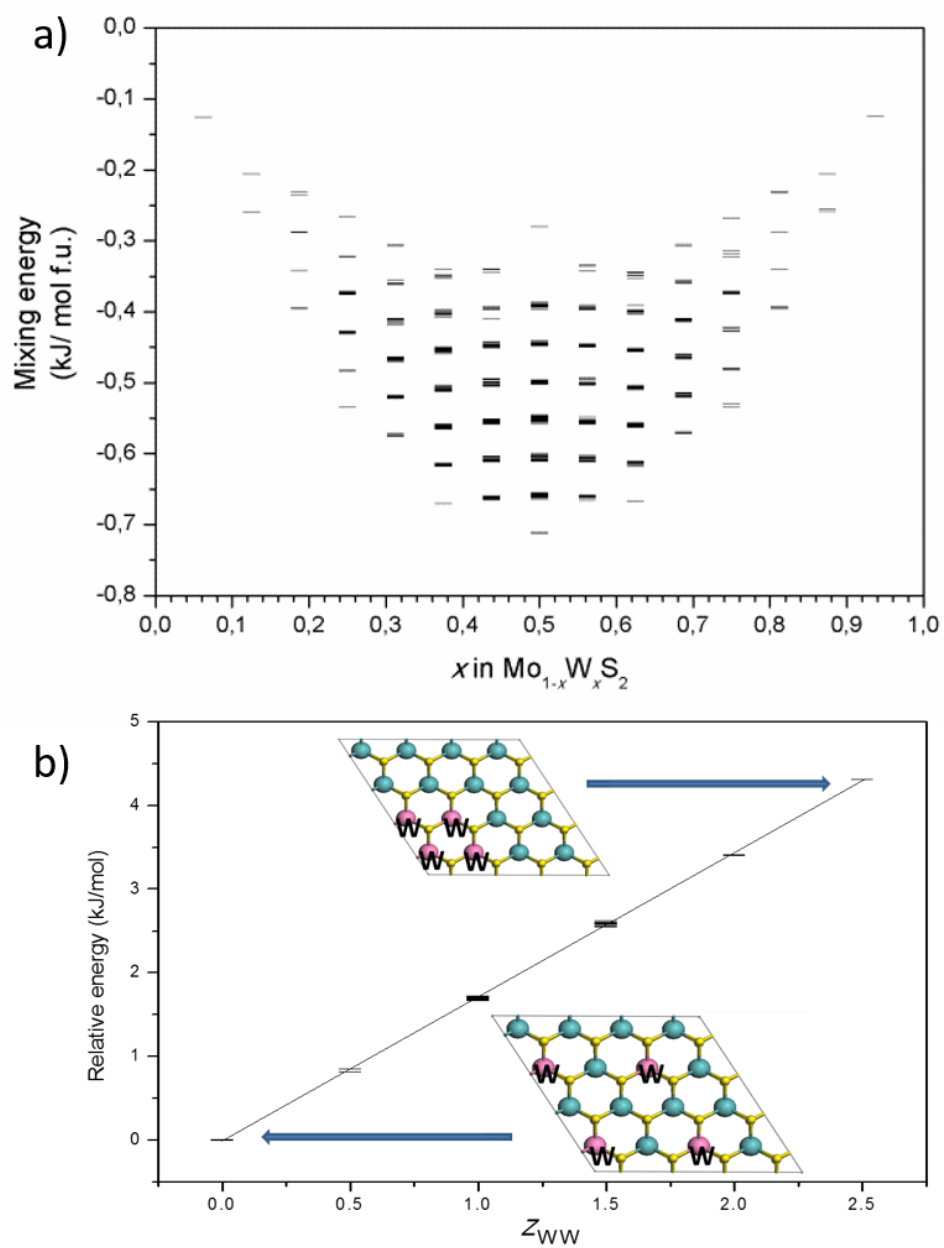 a)
0,0
-0,1
-0,2
-0,3
-0,4
-0,5
-0,6
-0,7
-0,8
Mixing energy
(kJ/ mol f.u.)
0,0 0,1 0,2 0,3 0,4 0,5 0,6 0,7 0,8 0,9 1,0
x in Mo1-xWxS2
b)
5
4
3
2
1
0
Relative energy (kJ/mol)
W W
W W
W W
W W
0.0 0.5 1.0 1.5 2.0 2.5
zWW